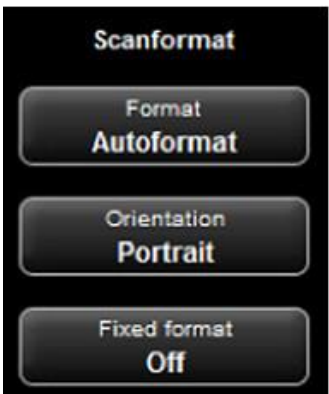 Scanformat
Format
Autoformat
Orientation
Portrait
Fixed format
Off